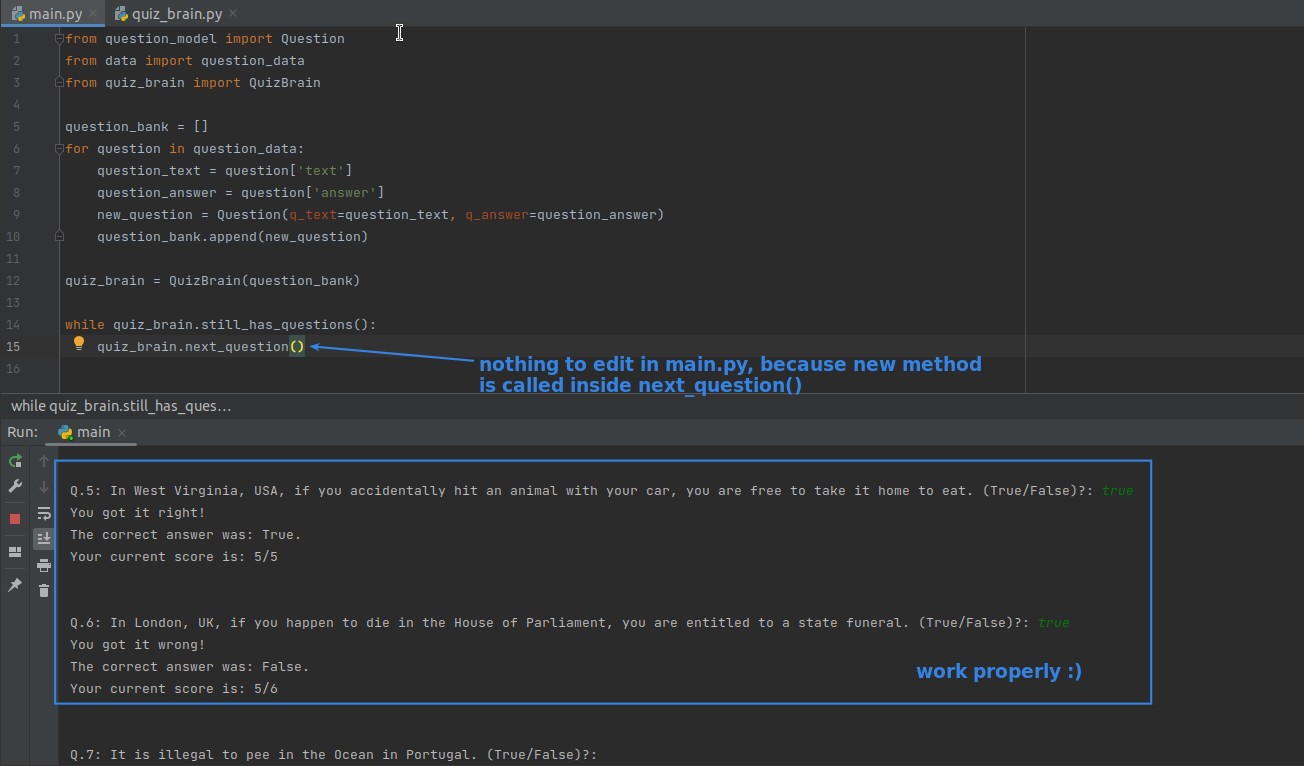 main.py
quiz_brain.py
1 from question_model import Question
2 from data import question_data
3 from quiz_brain import QuizBrain
4
5 question_bank = []
6 for question in question_data:
7     question_text = question['text']
8     question_answer = question['answer']
9     new_question = Question(q_text=question_text, q_answer=question_answer)
10     question_bank.append(new_question)
11
12 quiz_brain = QuizBrain(question_bank)
13
14 while quiz_brain.still_has_questions():
15     quiz_brain.next_question()
16
nothing to edit in main.py, because new method
is called inside next_question()
while quiz_brain.still_has_ques...
Run: main
Q.5: In West Virginia, USA, if you accidentally hit an animal with your car, you are free to take it home to eat. (True/False)?: true
You got it right!
The correct answer was: True.
Your current score is: 5/5
Q.6: In London, UK, if you happen to die in the House of Parliament, you are entitled to a state funeral. (True/False)?: true
You got it wrong!
The correct answer was: False.
work properly :)
Your current score is: 5/6
Q.7: It is illegal to pee in the Ocean in Portugal. (True/False)?: